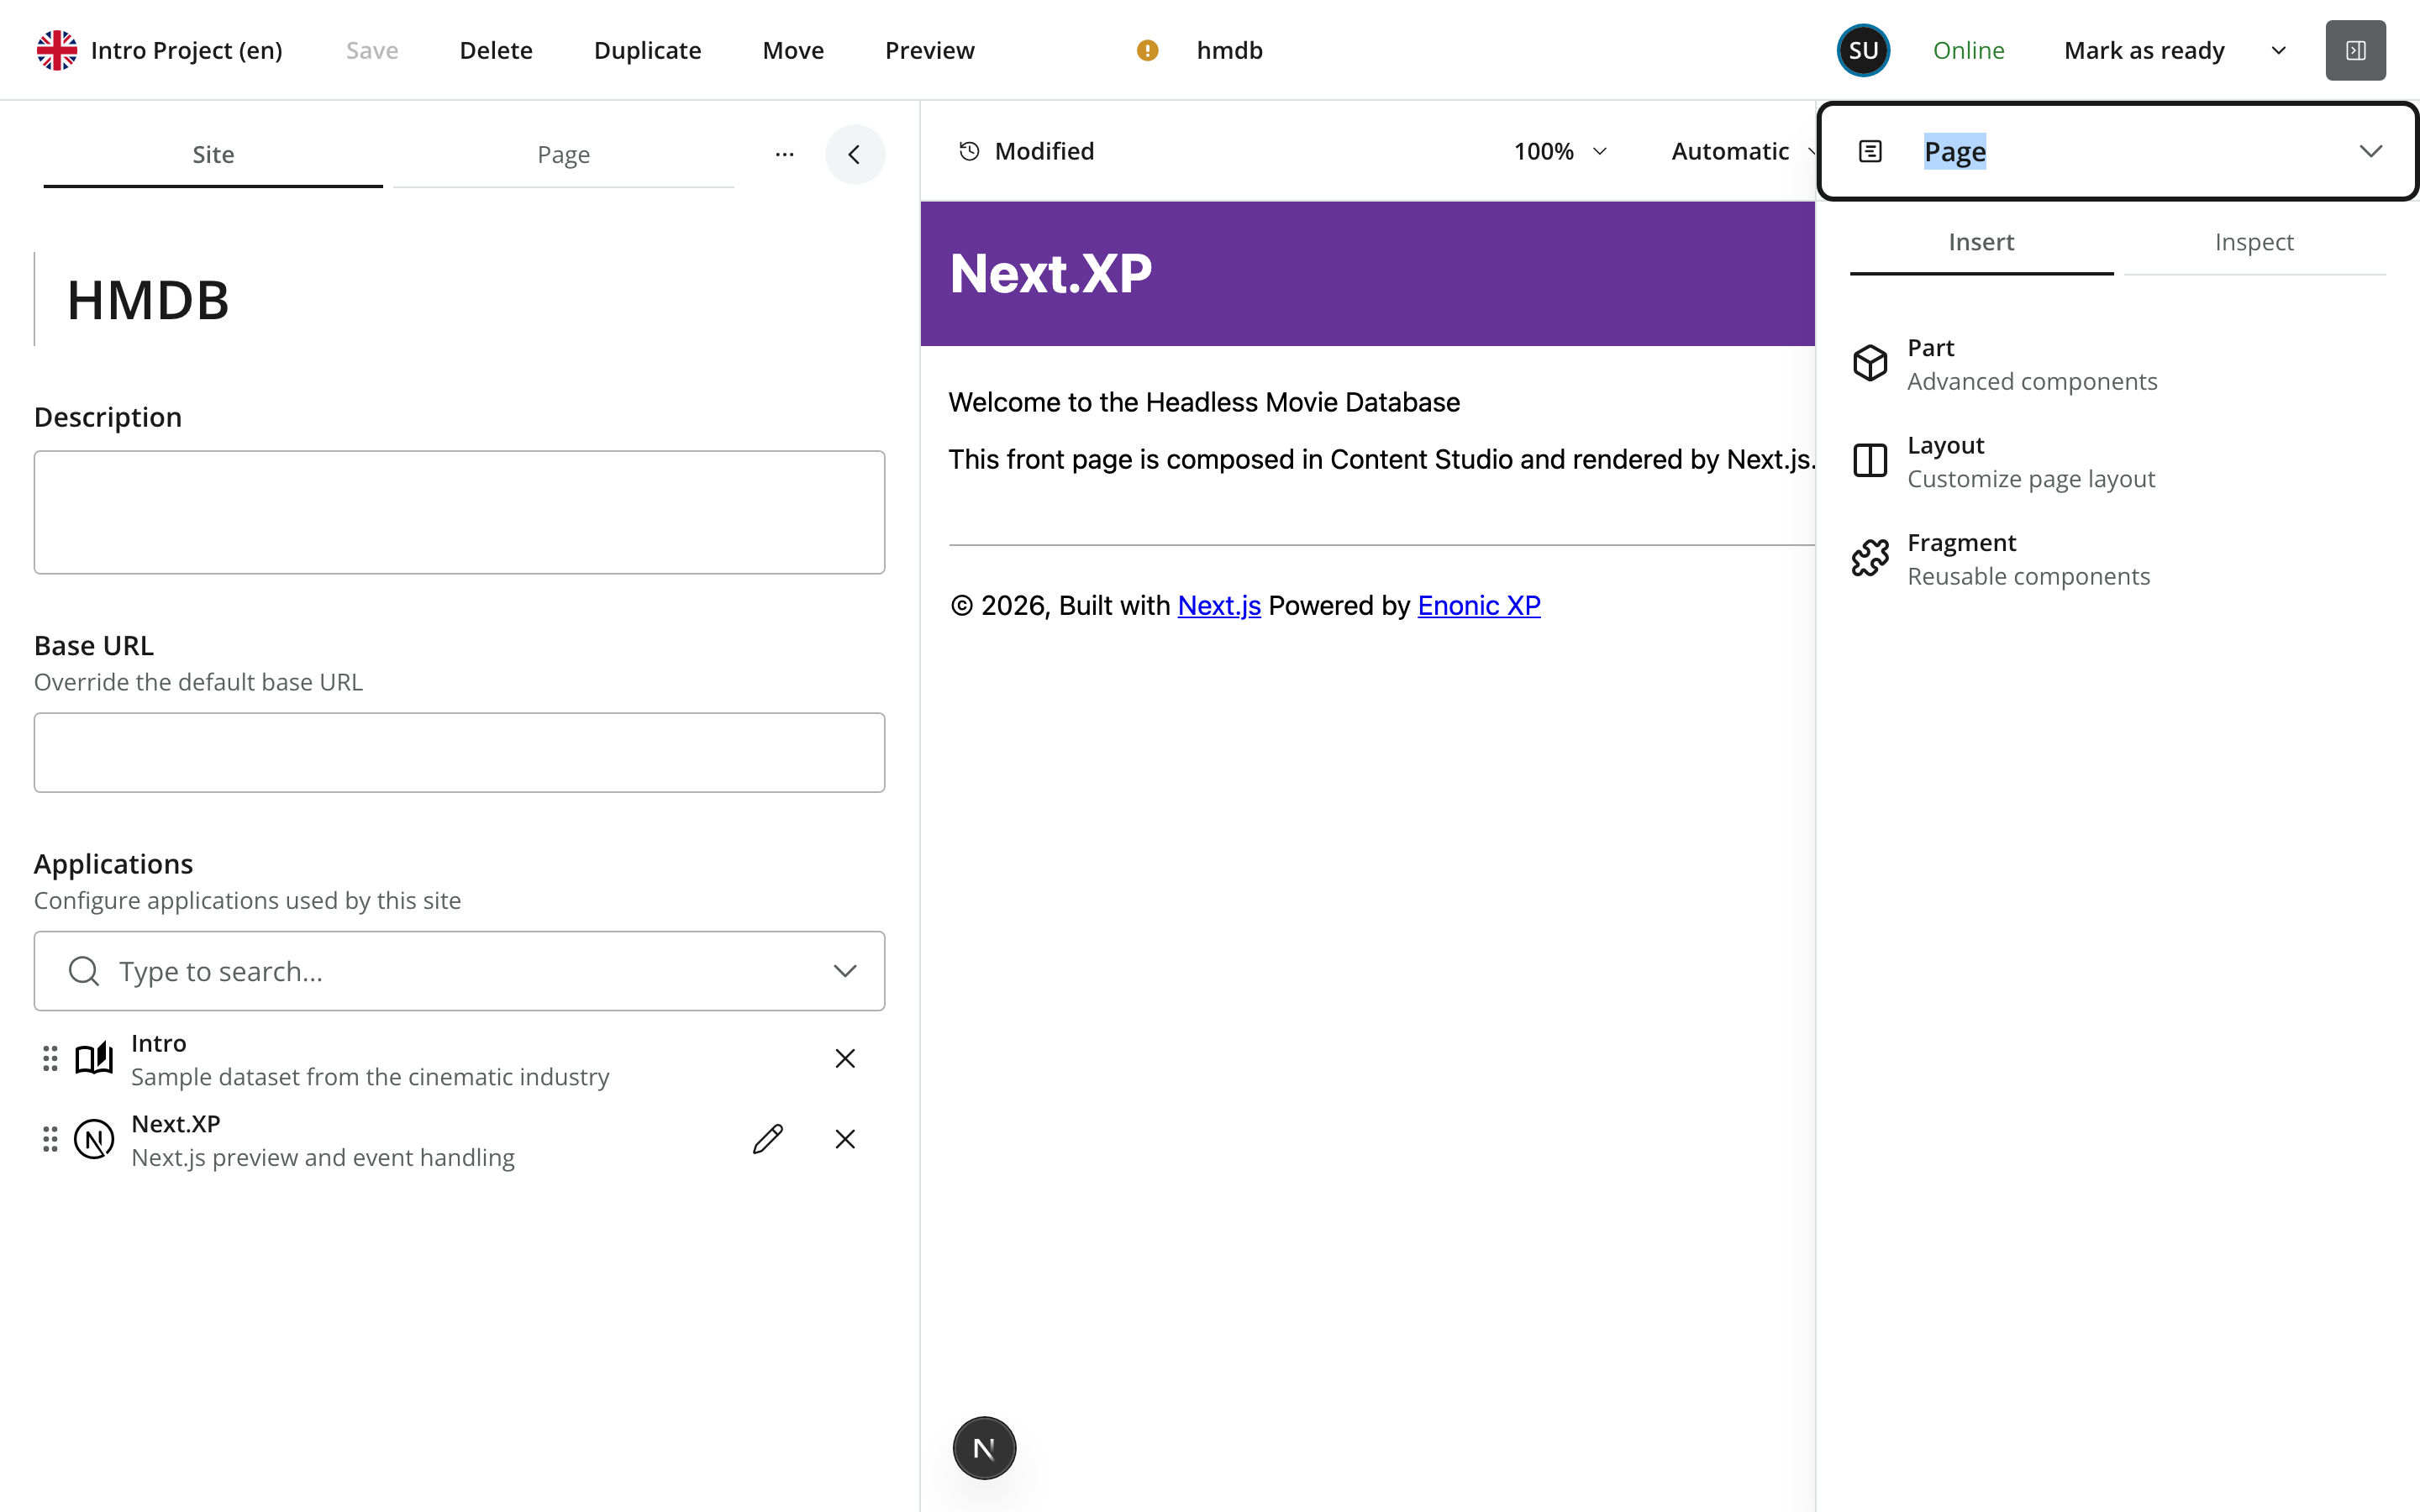 Intro Project (en)
Save
Delete
Duplicate
Move
Preview
hmdb
SU
Online
Mark as ready
Site
Page
HMDB
Description
Base URL
Override the default base URL
Applications
Configure applications used by this site
Type to search...
Intro
Sample dataset from the cinematic industry
Next.XP
Next.js preview and event handling
Modified
100%
Automatic
Next.XP
Welcome to the Headless Movie Database
This front page is composed in Content Studio and rendered by Next.js.
© 2026, Built with Next.js Powered by Enonic XP
Page
Insert
Inspect
Part
Advanced components
Layout
Customize page layout
Fragment
Reusable components